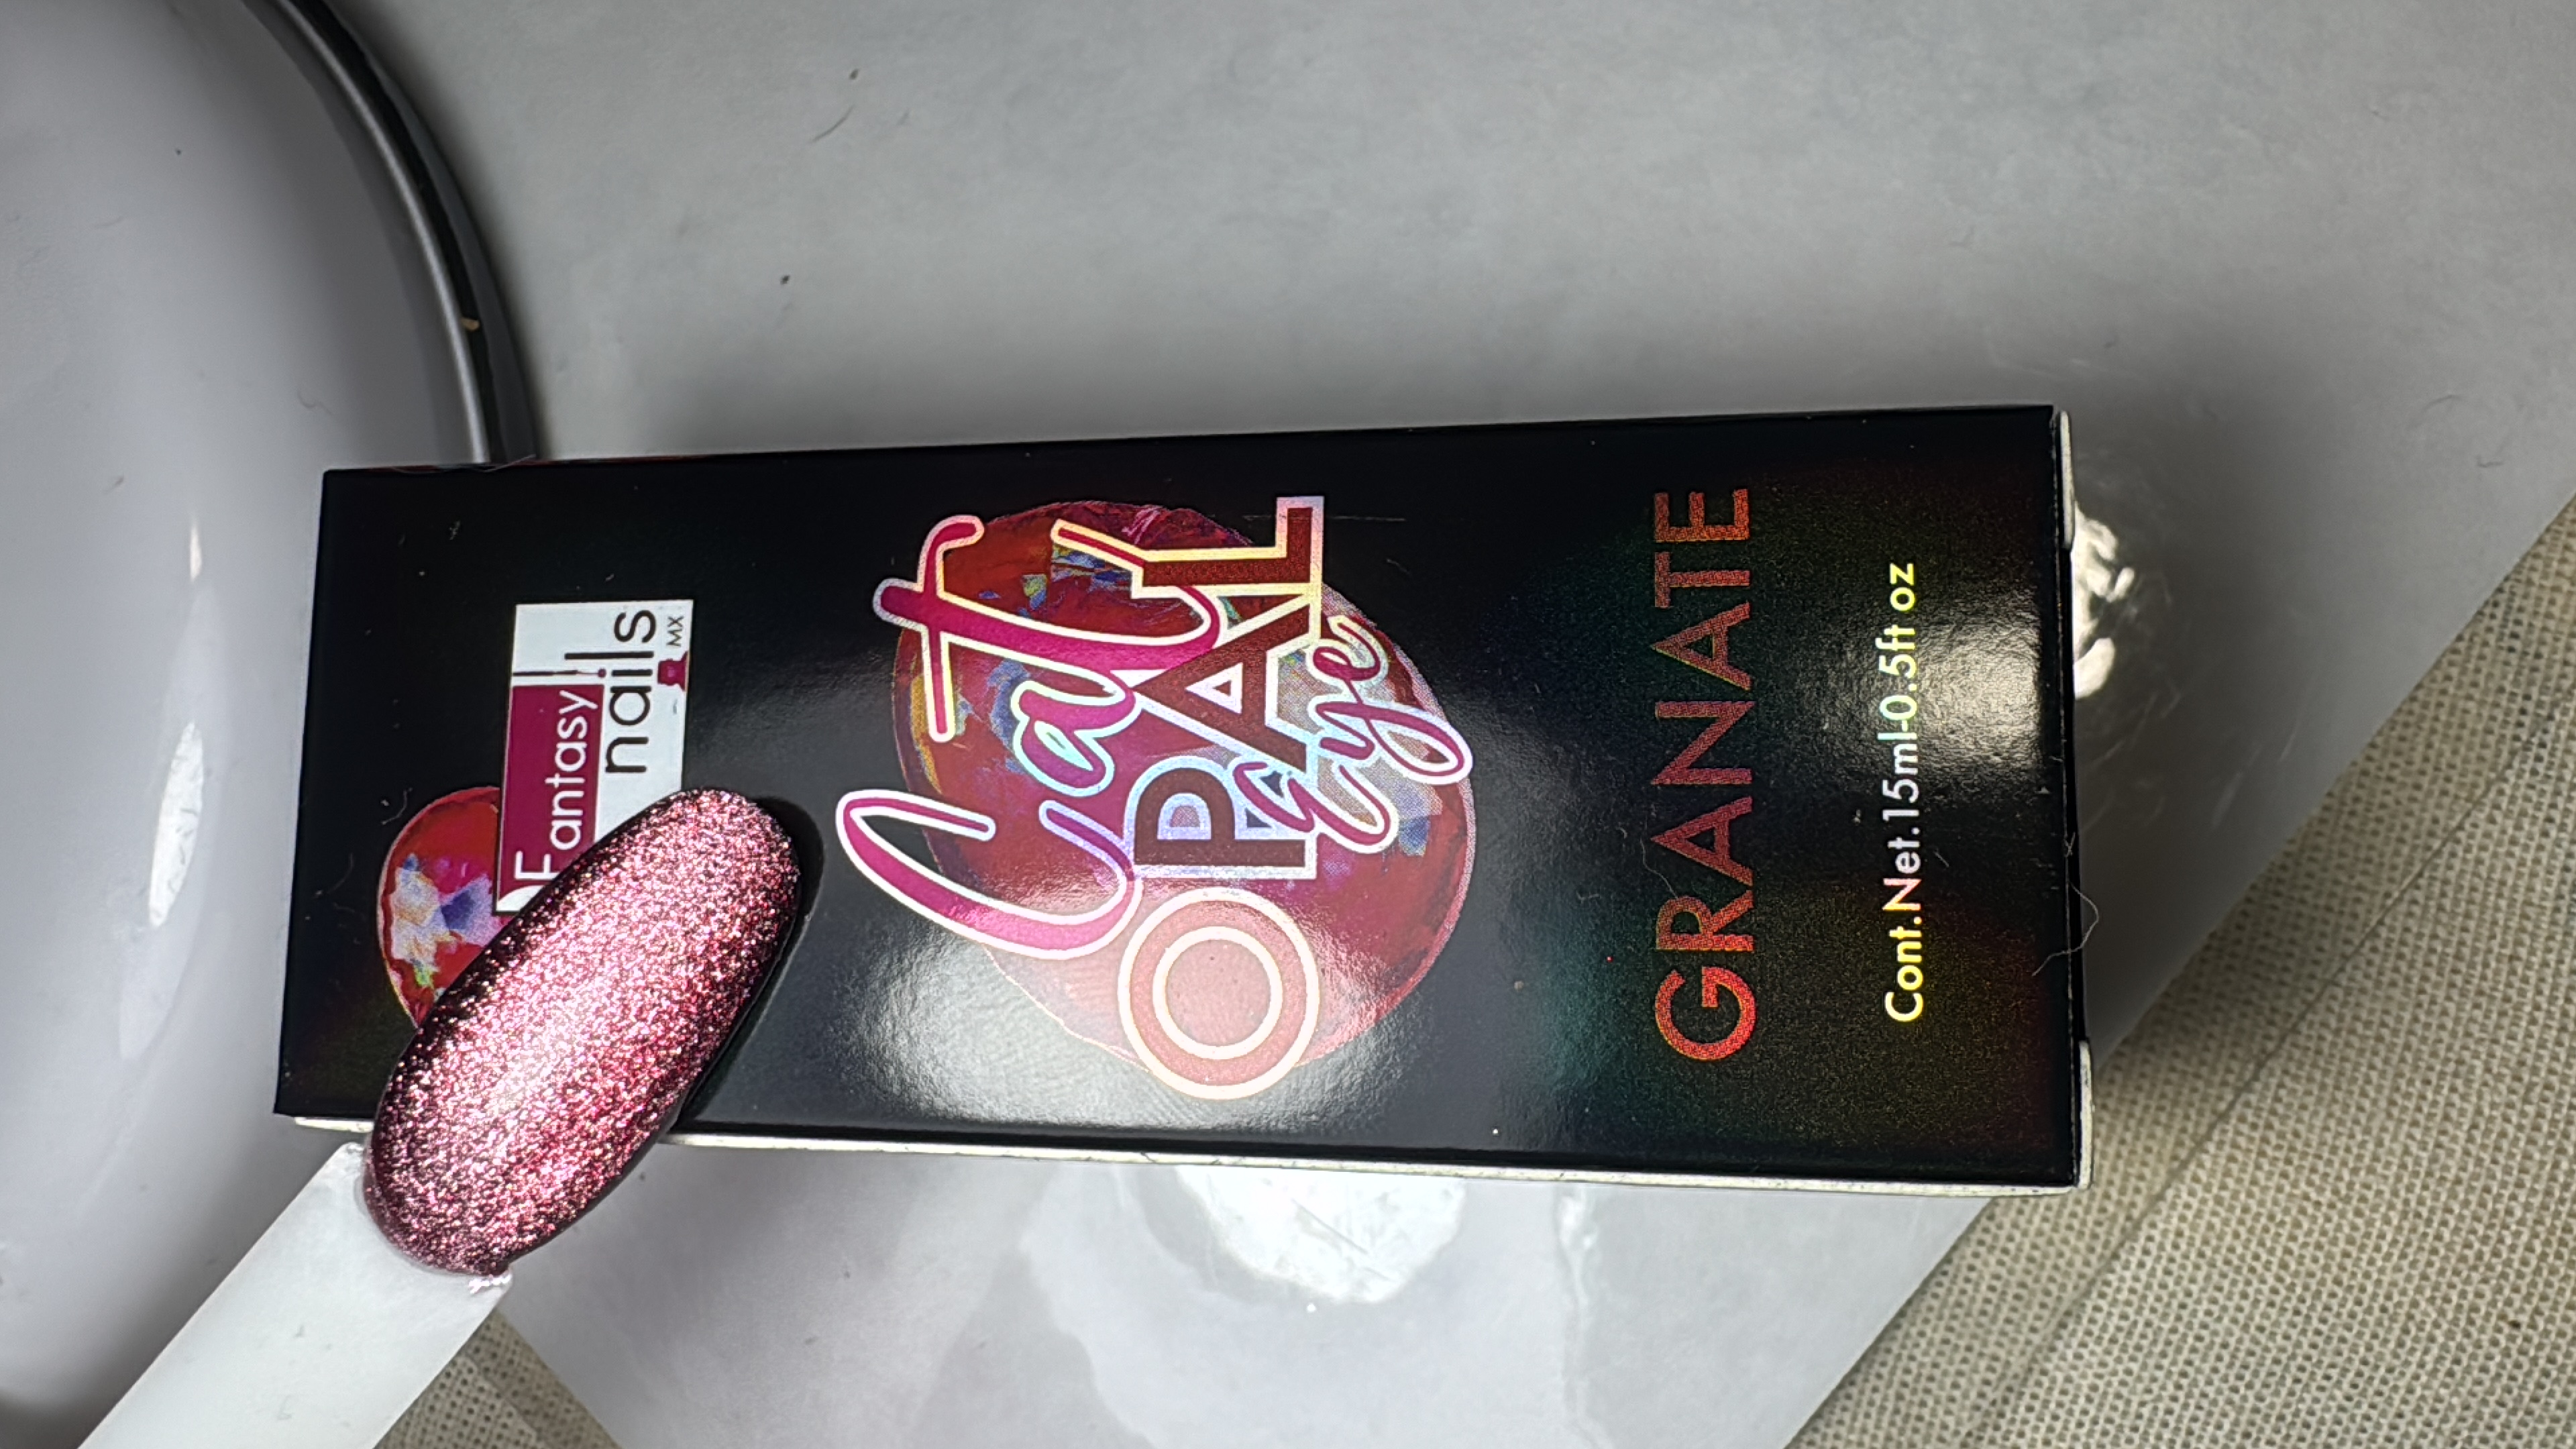 Fantasy
nails
MX
Cat
OPAL
eye
GRANATE
Cont.Net.15ml-0.5ft oz